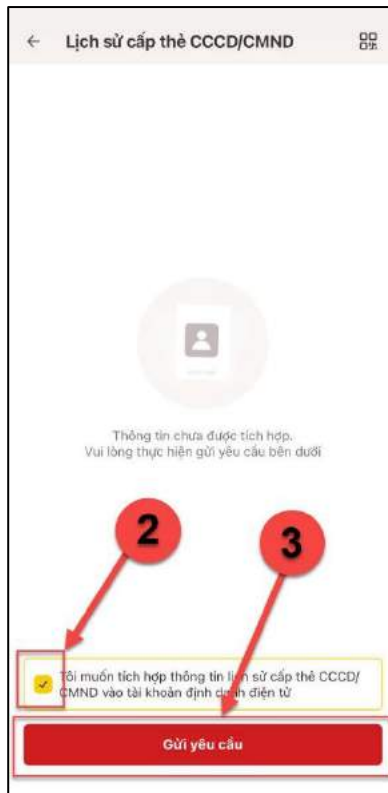 Lịch sử cấp thẻ CCCD/CMND
Thông tin chưa được tích hợp.
Vui lòng thực hiện gửi yêu cầu bên dưới
2
3
Tôi muốn tích hợp thông tin lịch sử cấp thẻ CCCD/
CMND vào tài khoản định danh điện tử
Gửi yêu cầu